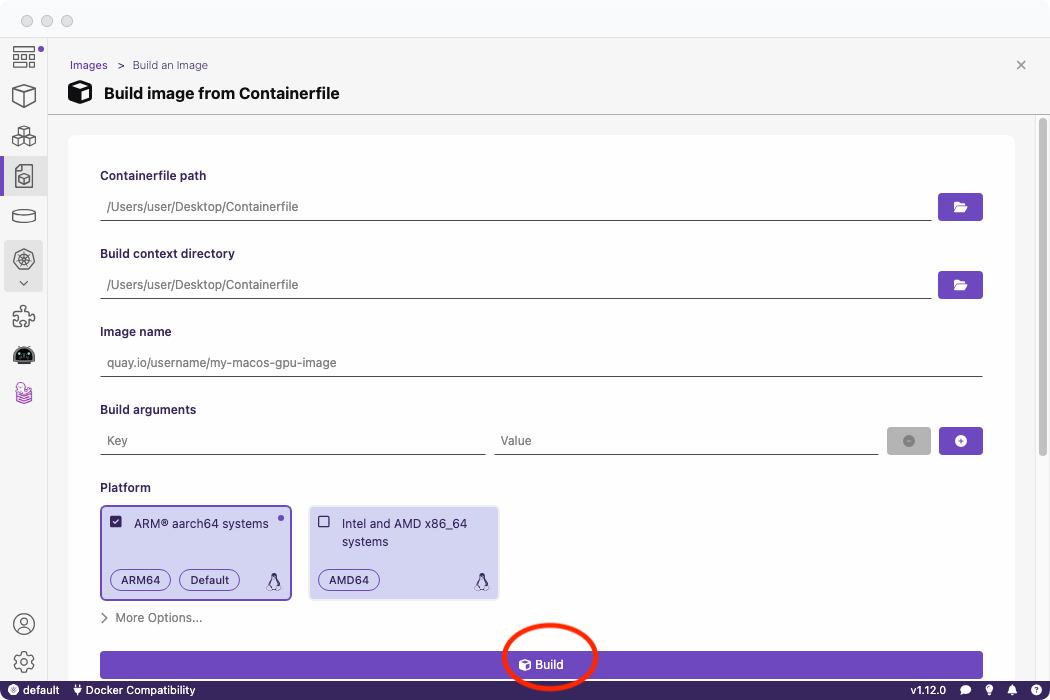 Images > Build an Image
Build image from Containerfile
Containerfile path
/Users/user/Desktop/Containerfile
Build context directory
/Users/user/Desktop/Containerfile
Image name
quay.io/username/my-macos-gpu-image
Build arguments
Key Value
Platform
ARM® aarch64 systems
ARM64 Default
Intel and AMD x86_64
systems
AMD64
More Options...
Build
default Docker Compatibility v1.12.0